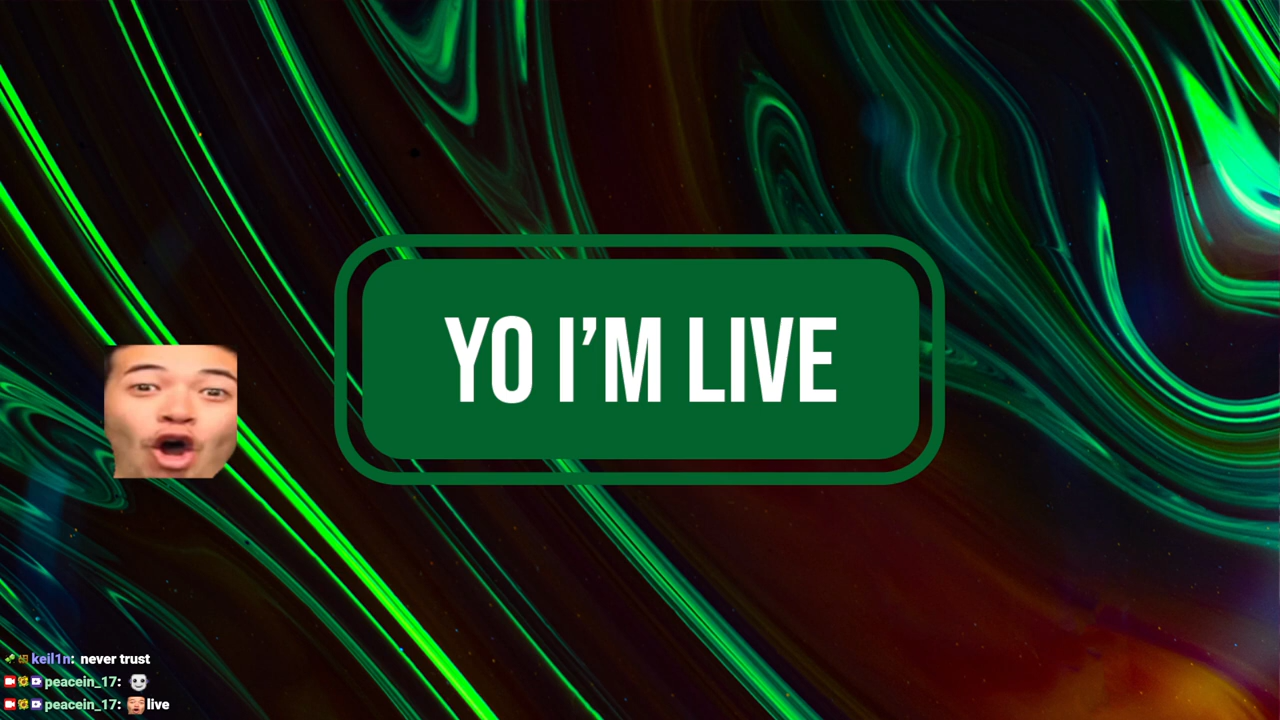 YO I’M LIVE
keil1n: never trust
peacein_17:
peacein_17: live